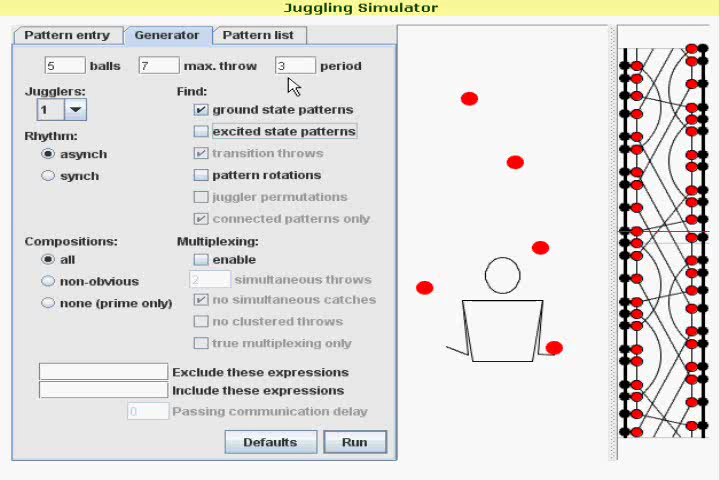 Juggling Simulator
Pattern entry Generator Pattern list
5 balls 7 max. throw 3 period
Jugglers: Find:
1 ground state patterns
Rhythm: excited state patterns
asynch transition throws
synch pattern rotations
juggler permutations
connected patterns only
Compositions: Multiplexing:
all enable
non-obvious 2 simultaneous throws
none (prime only) no simultaneous catches
no clustered throws
true multiplexing only
Exclude these expressions
Include these expressions
0 Passing communication delay
Defaults Run